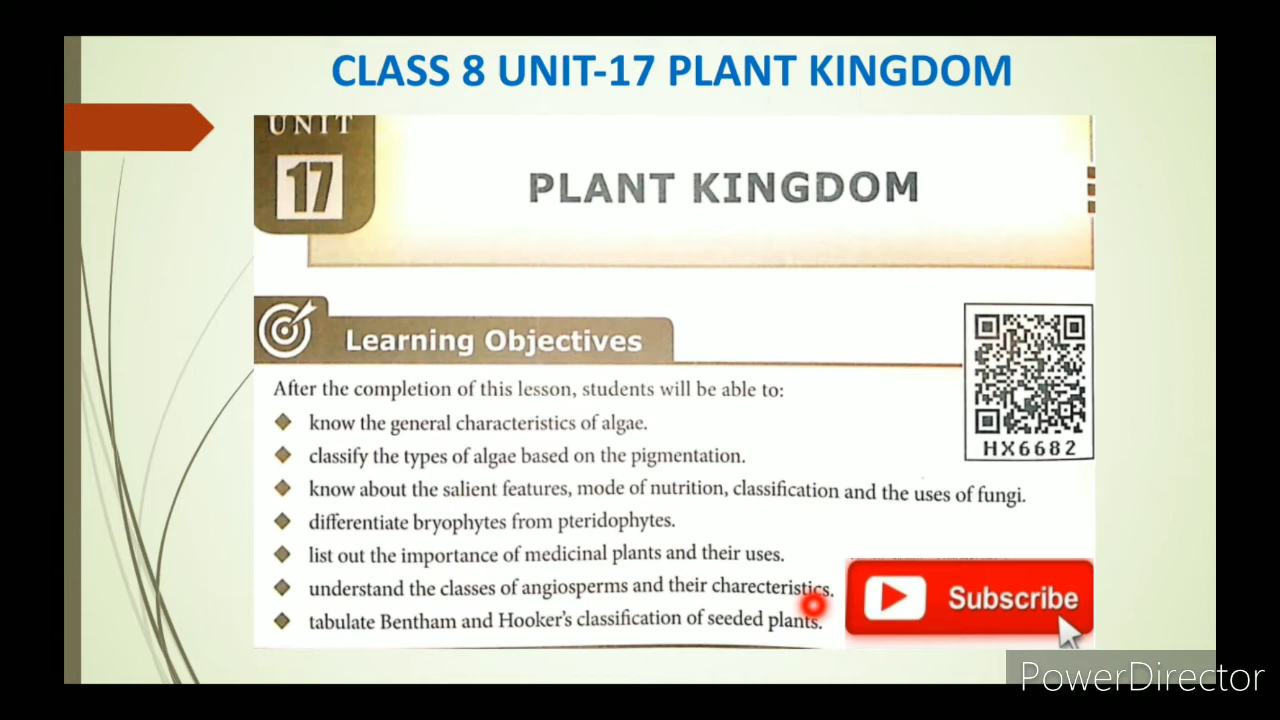 CLASS 8 UNIT-17 PLANT KINGDOM
UNIT
17
PLANT KINGDOM
Learning Objectives
HX6682
After the completion of this lesson, students will be able to:
know the general characteristics of algae.
classify the types of algae based on the pigmentation.
know about the salient features, mode of nutrition, classification and the uses of fungi.
differentiate bryophytes from pteridophytes.
list out the importance of medicinal plants and their uses.
understand the classes of angiosperms and their charecteristics.
tabulate Bentham and Hooker's classification of seeded plants.
Subscribe
PowerDirector